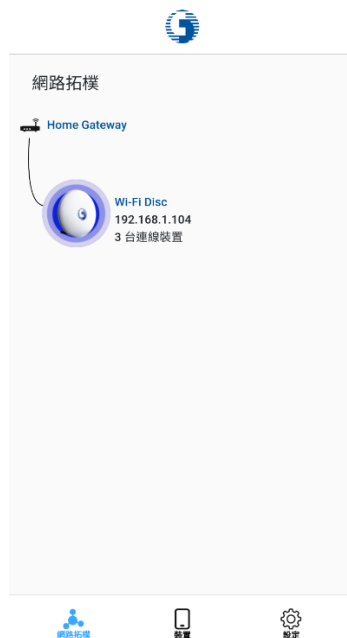 網路拓樸
Home Gateway
Wi-Fi Disc
192.168.1.104
3 台連線裝置
網路拓樸
裝置
設定